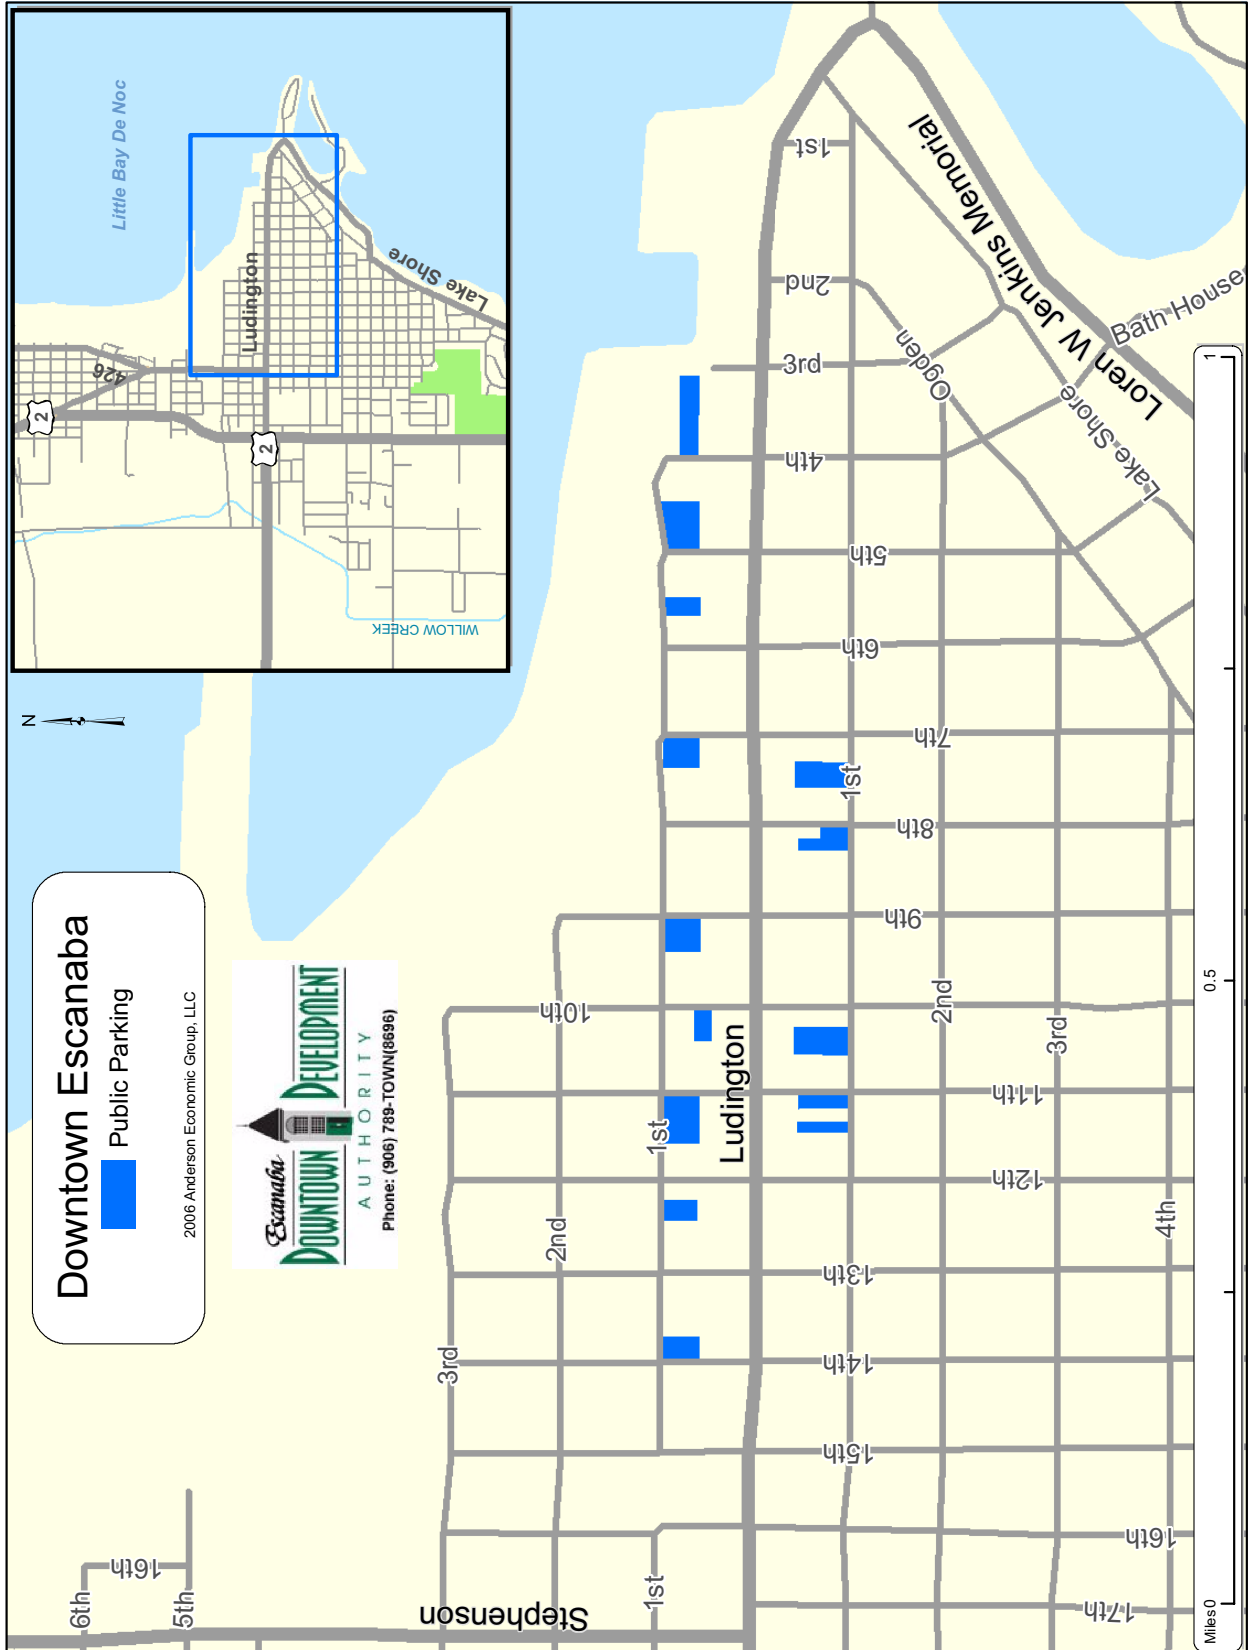 Downtown Escanaba
Public Parking
2006 Anderson Economic Group, LLC
Escanaba
DOWNTOWN DEVELOPMENT
AUTHORITY
Phone: (906) 789-TOWN(8696)
N
Little Bay De Noc
Ludington
Lake Shore
426
2
2
WILLOW CREEK
6th
5th
16th
Stephenson
3rd
2nd
1st
1st
10th
Ludington
1st
2nd
3rd
4th
5th
6th
7th
1st
8th
9th
2nd
3rd
11th
12th
4th
13th
14th
15th
16th
17th
Ogden
Lake Shore
Loren W Jenkins Memorial
Bath House
Miles0
0.5
1